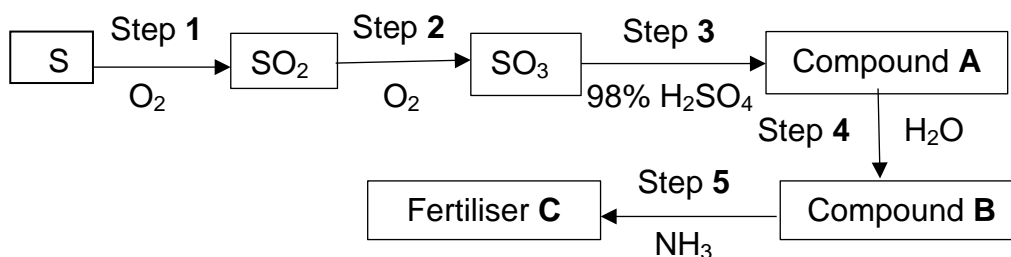 Step 1
Step 2
Step 3
S
SO₂
SO₃
Compound A
O₂
O₂
98% H₂SO₄
Step 4
H₂O
Step 5
Fertiliser C
Compound B
NH₃